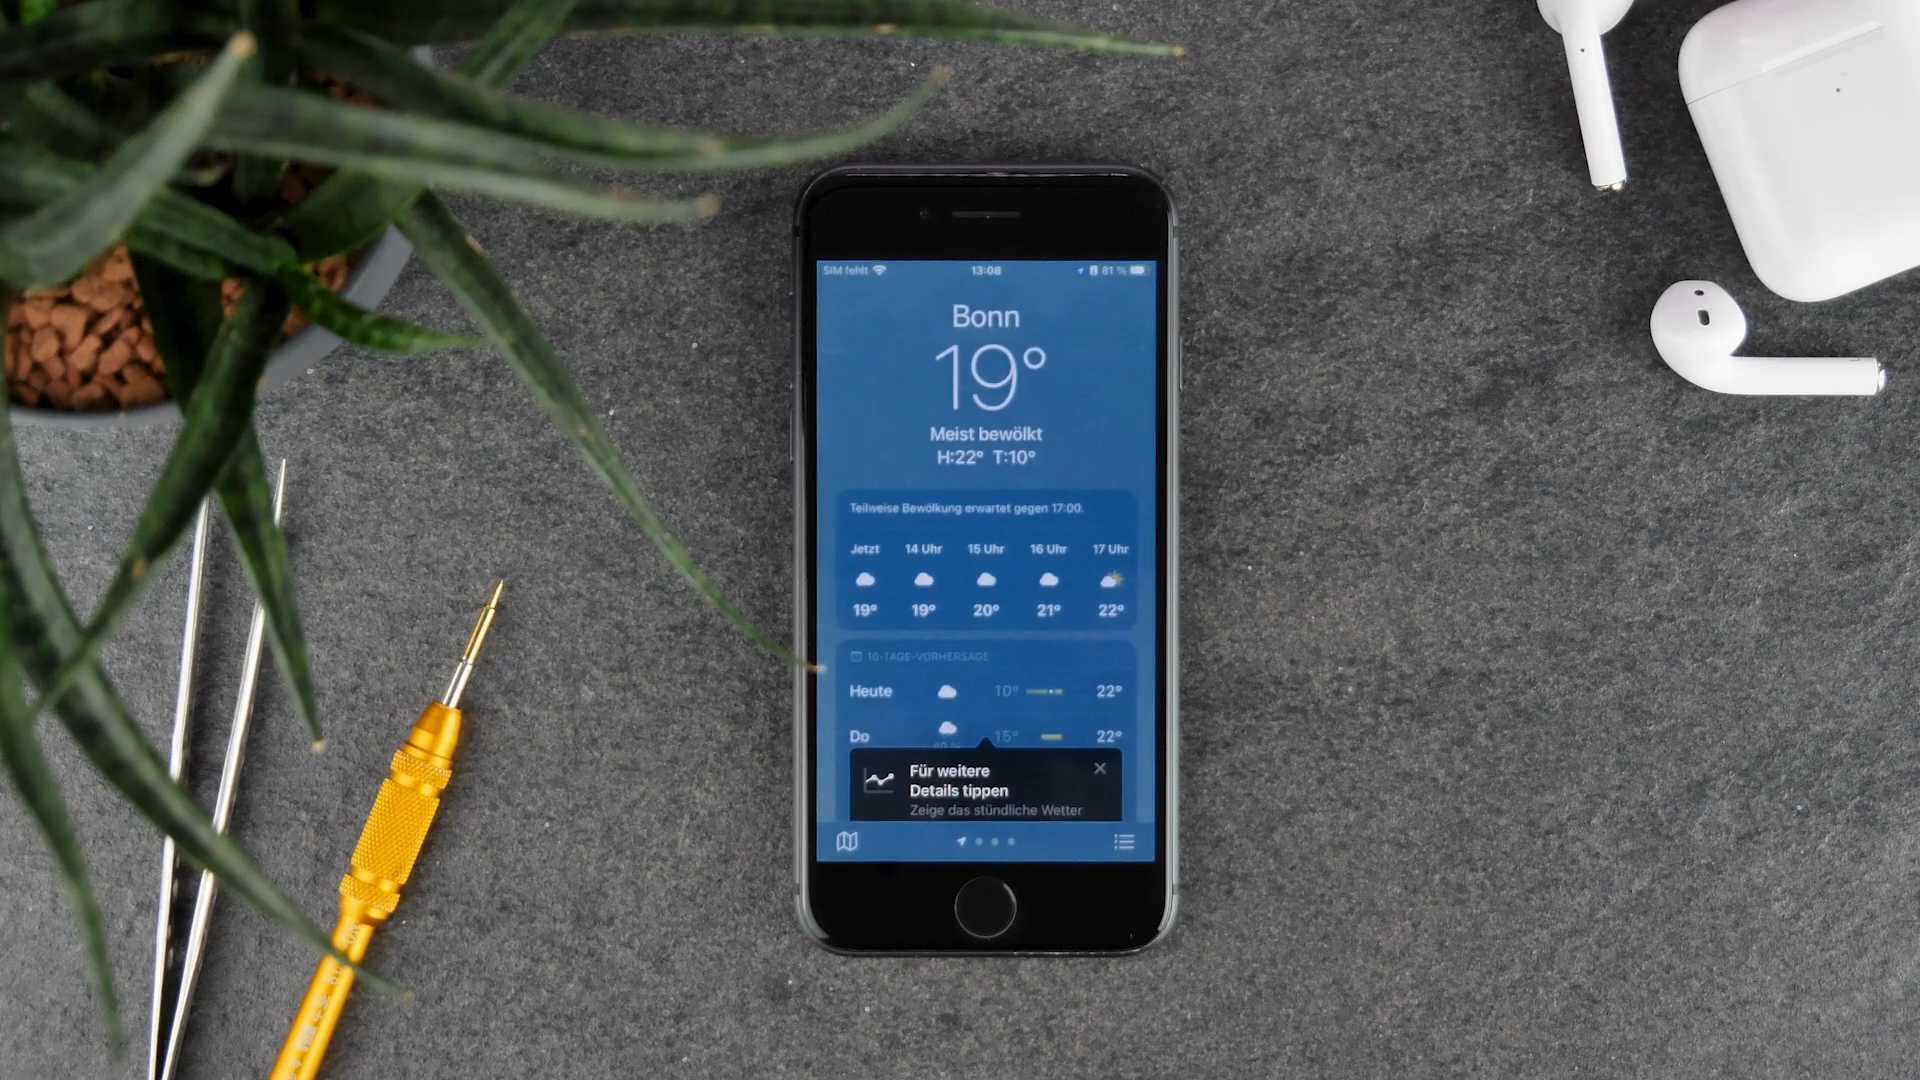 SIM fehlt 13:08 81 %
Bonn
19°
Meist bewölkt
H:22° T:10°
Teilweise Bewölkung erwartet gegen 17:00.
Jetzt 14 Uhr 15 Uhr 16 Uhr 17 Uhr
19° 19° 20° 21° 22°
10-TAGE-VORHERSAGE
Heute 10° 22°
Do 15° 22°
Für weitere
Details tippen
Zeige das stündliche Wetter